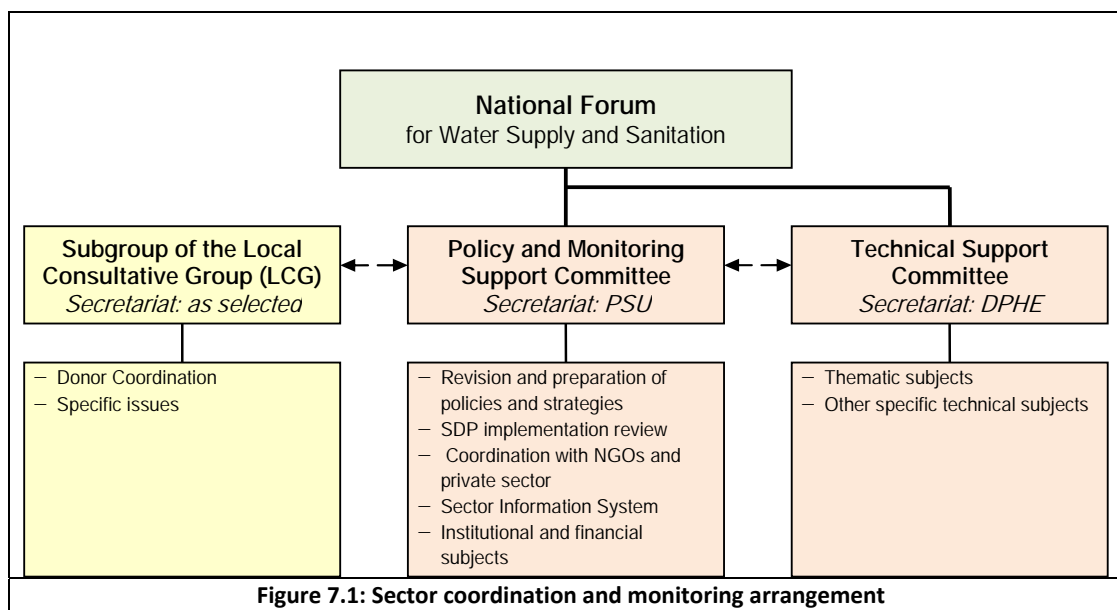 National Forum
for Water Supply and Sanitation
Subgroup of the Local
Consultative Group (LCG)
Secretariat: as selected
Policy and Monitoring
Support Committee
Secretariat: PSU
Technical Support
Committee
Secretariat: DPHE
– Donor Coordination
– Specific issues
– Revision and preparation of
policies and strategies
– SDP implementation review
– Coordination with NGOs and
private sector
– Sector Information System
– Institutional and financial
subjects
– Thematic subjects
– Other specific technical subjects
Figure 7.1: Sector coordination and monitoring arrangement